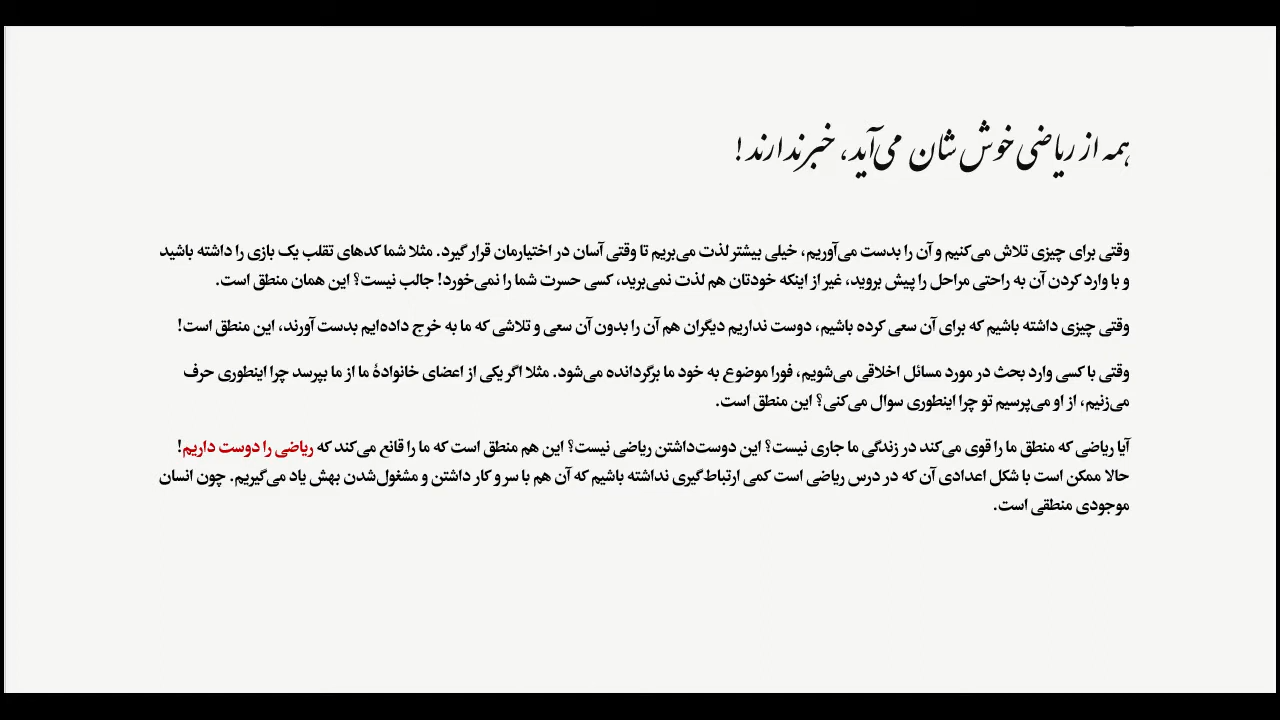 همه از ریاضی خوش شان می‌آید، خبر ندارند!
وقتی برای چیزی تلاش می‌کنیم و آن را بدست می‌آوریم، خیلی بیشتر لذت می‌بریم تا وقتی آسان در اختیارمان قرار گیرد. مثلا شما کدهای تقلب یک بازی را داشته باشید
و با وارد کردن آن به راحتی مراحل را پیش بروید، غیر از اینکه خودتان هم لذت نمی‌برید، کسی حسرت شما را نمی‌خورد! جالب نیست؟ این همان منطق است.
وقتی چیزی داشته باشیم که برای آن سعی کرده باشیم، دوست نداریم دیگران هم آن را بدون آن سعی و تلاشی که ما به خرج داده‌ایم بدست آورند، این منطق است!
وقتی با کسی وارد بحث در مورد مسائل اخلاقی می‌شویم، فورا موضوع به خود ما برگردانده می‌شود. مثلا اگر یکی از اعضای خانوادهٔ ما از ما بپرسد چرا اینطوری حرف
می‌زنیم، از او می‌پرسیم تو چرا اینطوری سوال می‌کنی؟ این منطق است.
آیا ریاضی که منطق ما را قوی می‌کند در زندگی ما جاری نیست؟ این دوست‌داشتن ریاضی نیست؟ این هم منطق است که ما را قانع می‌کند که ریاضی را دوست داریم!
حالا ممکن است با شکل اعدادی آن که در درس ریاضی است کمی ارتباط‌گیری نداشته باشیم که آن هم با سر و کار داشتن و مشغول‌شدن بهش یاد می‌گیریم. چون انسان
موجودی منطقی است.